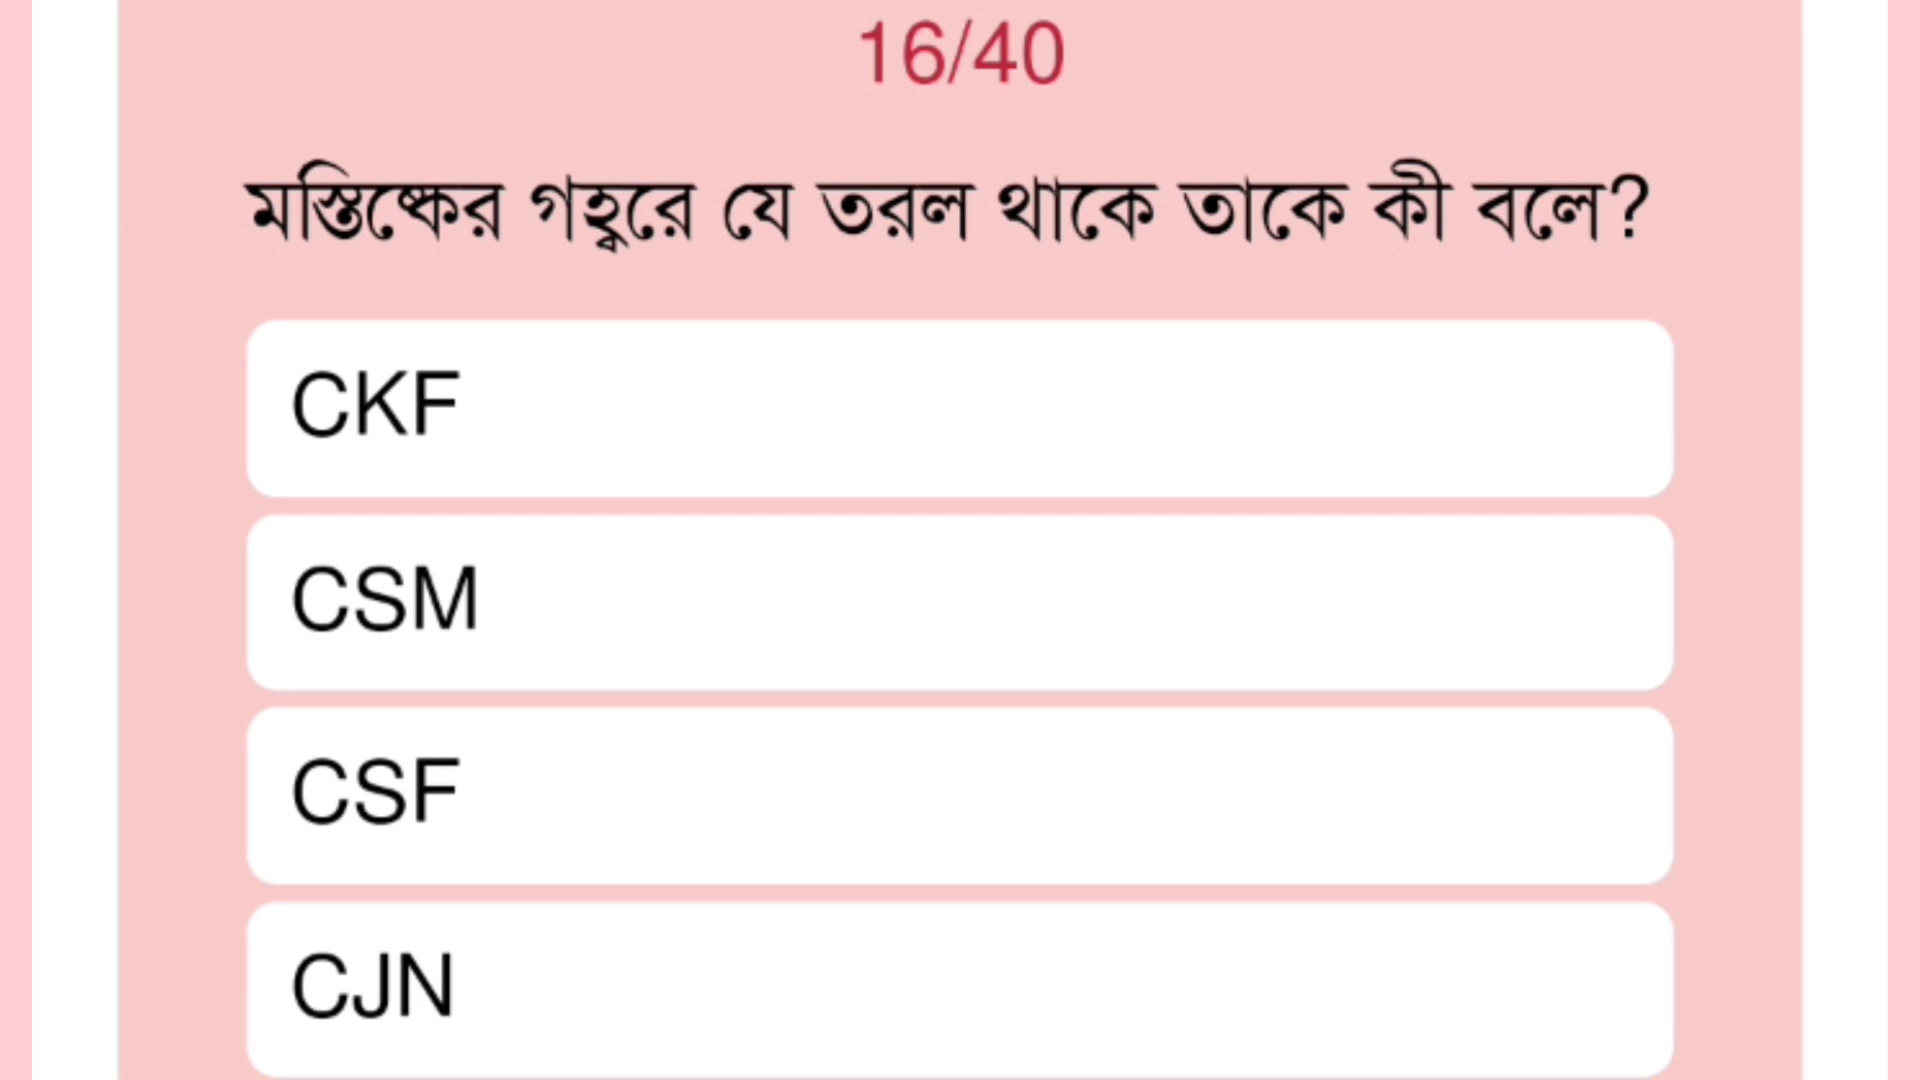 16/40
মস্তিষ্কের গহ্বরে যে তরল থাকে তাকে কী বলে?
CKF
CSM
CSF
CJN